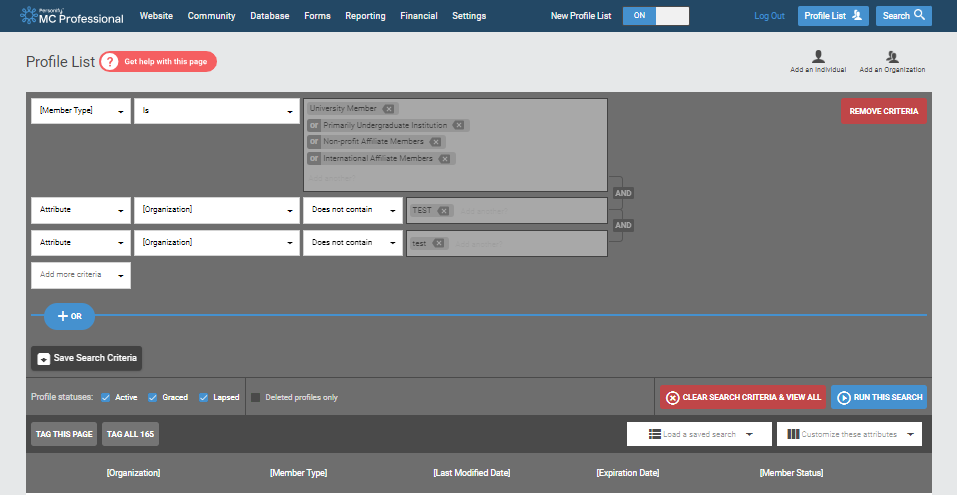 Personify
MC Professional
Website Community Database Forms Reporting Financial Settings New Profile List ON Log Out Profile List Search
Profile List ? Get help with this page
Add an Individual Add an Organization
[Member Type] Is University Member REMOVE CRITERIA
or Primarily Undergraduate Institution
or Non-profit Affiliate Members
or International Affiliate Members
Add another?
AND
Attribute [Organization] Does not contain TEST Add another?
AND
Attribute [Organization] Does not contain test Add another?
Add more criteria
+ OR
Save Search Criteria
Profile statuses: Active Graced Lapsed Deleted profiles only CLEAR SEARCH CRITERIA & VIEW ALL RUN THIS SEARCH
TAG THIS PAGE TAG ALL 165 Load a saved search Customize these attributes
[Organization] [Member Type] [Last Modified Date] [Expiration Date] [Member Status]